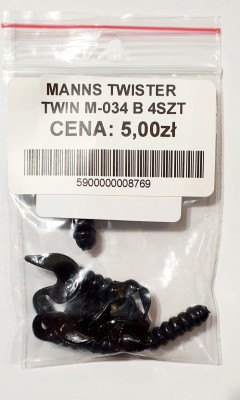 MANNS TWISTER
TWIN M-034 B 4SZT
CENA: 5,00zł
5900000008769